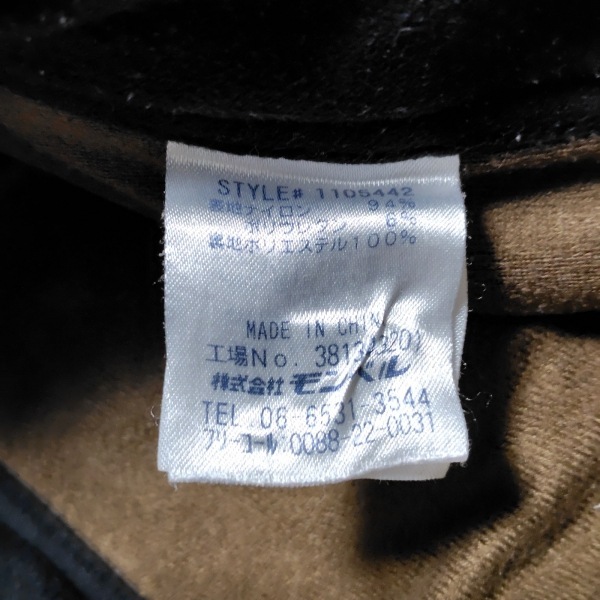 STYLE# 1105442
表地ナイロン 94%
ポリウレタン 6%
裏地ポリエステル100%
MADE IN CHINA
工場No.
株式会社 モンベル
TEL 06-6531-3544
フリーコール:0088-22-0031